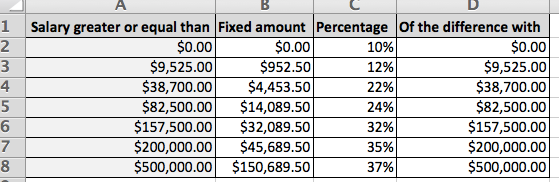 A B C D
1 Salary greater or equal than Fixed amount Percentage Of the difference with
2 $0.00 $0.00 10% $0.00
3 $9,525.00 $952.50 12% $9,525.00
4 $38,700.00 $4,453.50 22% $38,700.00
5 $82,500.00 $14,089.50 24% $82,500.00
6 $157,500.00 $32,089.50 32% $157,500.00
7 $200,000.00 $45,689.50 35% $200,000.00
8 $500,000.00 $150,689.50 37% $500,000.00